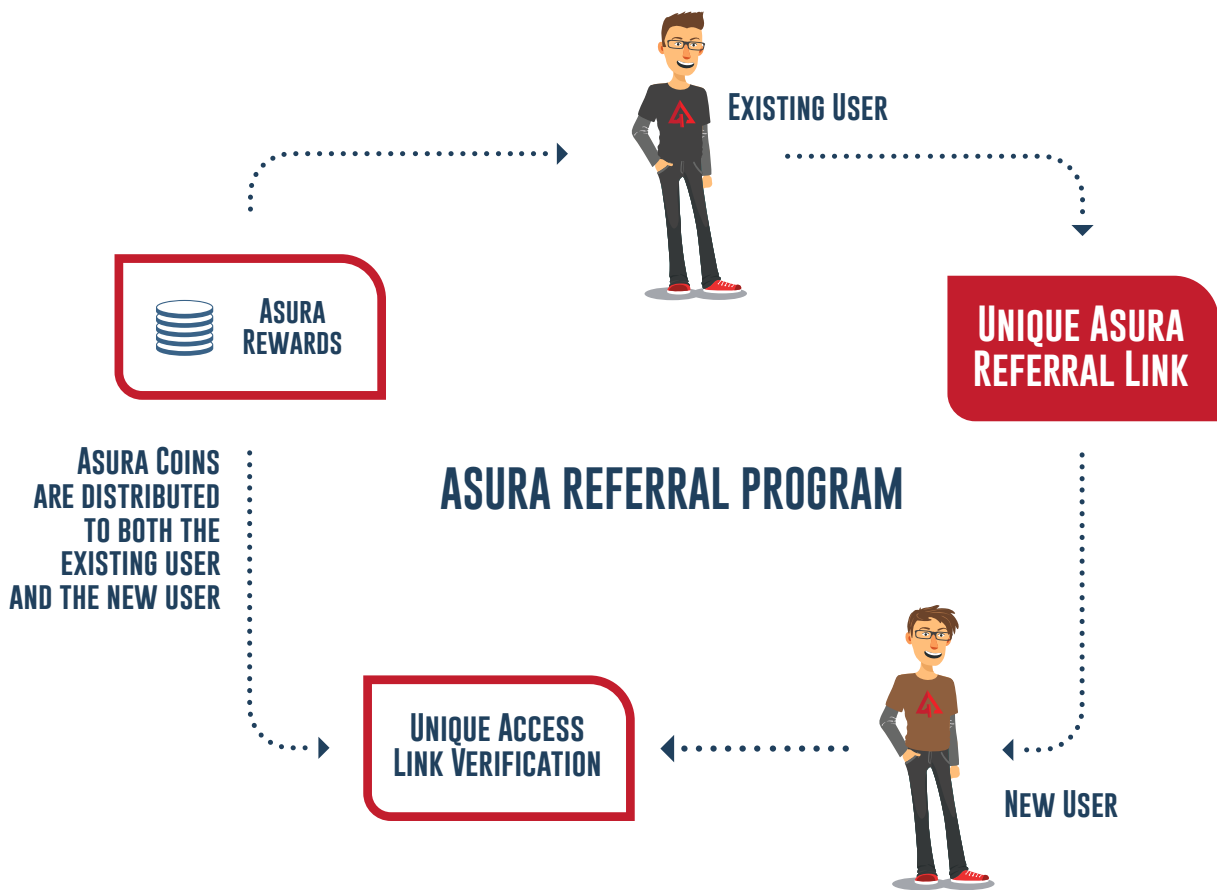 Existing User
Asura
Rewards
Unique Asura
Referral Link
Asura Coins
are distributed
to both the
existing user
and the new user
ASURA REFERRAL PROGRAM
Unique Access
Link Verification
New User